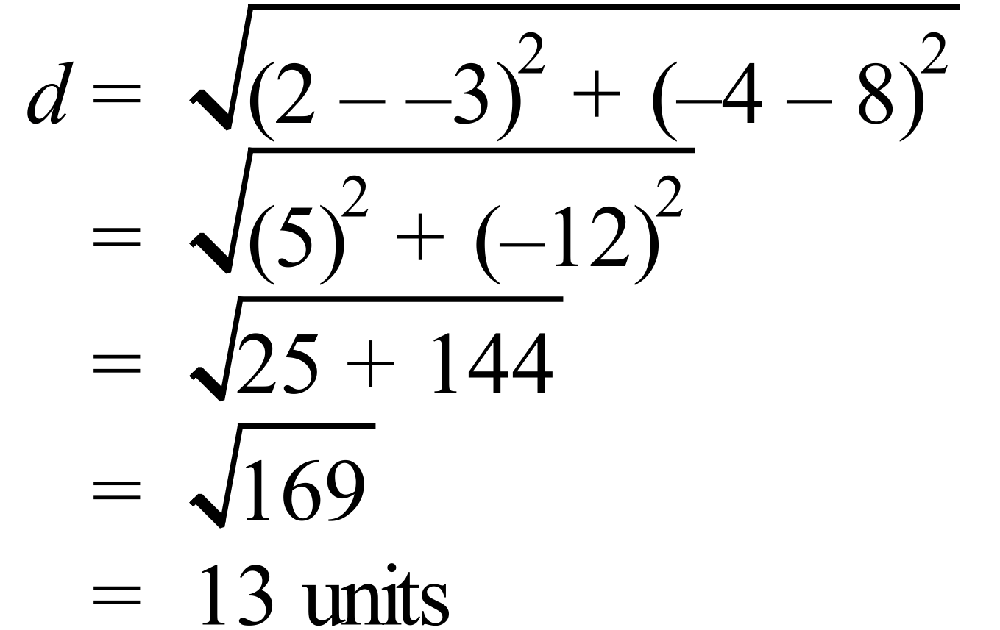 d = √((2 – –3)² + (–4 – 8)²)
= √((5)² + (–12)²)
= √(25 + 144)
= √169
= 13 units